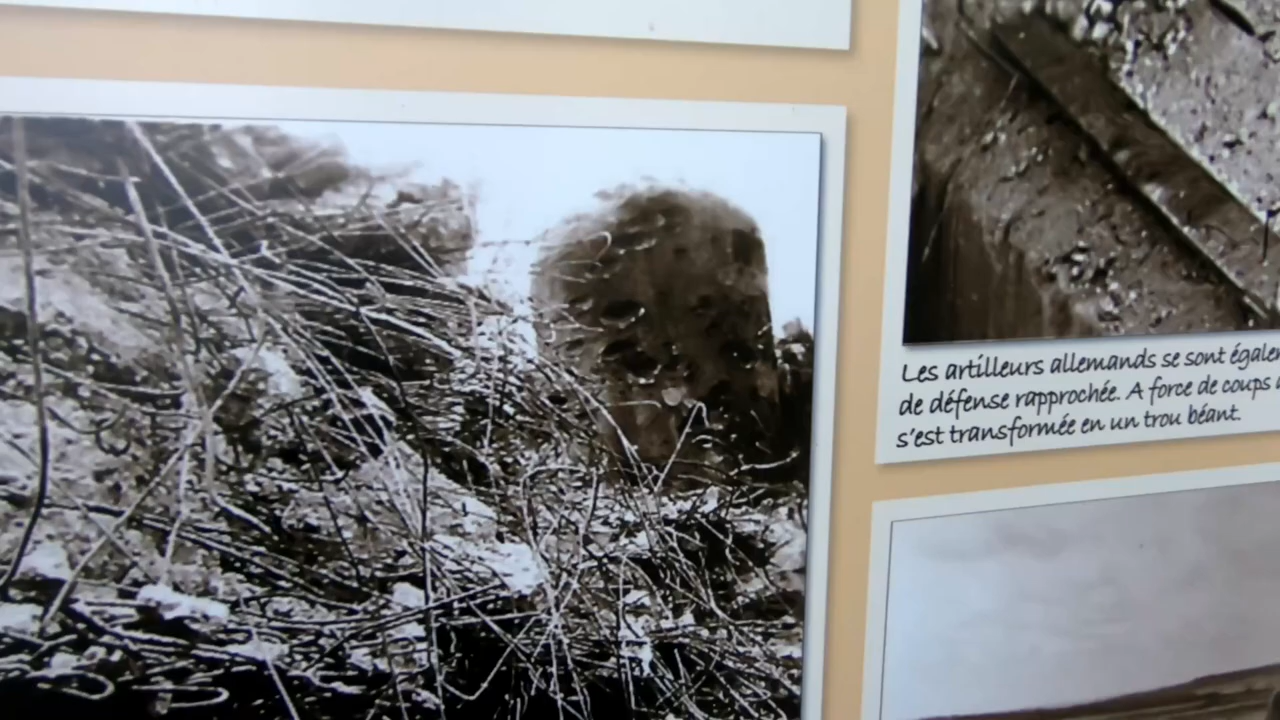 Les artilleurs allemands se sont égale
de défense rapprochée. A force de coups
s'est transformée en un trou béant.